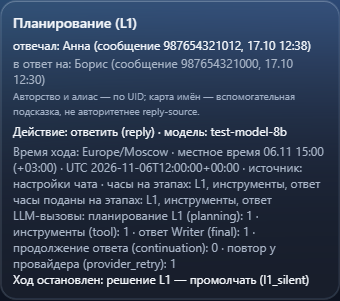 Планирование (L1)
отвечал: Анна (сообщение 987654321012, 17.10 12:38)
в ответ на: Борис (сообщение 987654321000, 17.10
12:30)
Авторство и алиас — по UID; карта имён — вспомогательная
подсказка, не авторитетнее reply-source.
Действие: ответить (reply) · модель: test-model-8b
Время хода: Europe/Moscow · местное время 06.11 15:00
(+03:00) · UTC 2026-11-06T12:00:00+00:00 · источник:
настройки чата · часы на этапах: L1, инструменты, ответ
часы поданы на этапах: L1, инструменты, ответ
LLM-вызовы: планирование L1 (planning): 1 ·
инструменты (tool): 1 · ответ Writer (final): 1 ·
продолжение ответа (continuation): 0 · повтор у
провайдера (provider_retry): 1
Ход остановлен: решение L1 — промолчать (l1_silent)